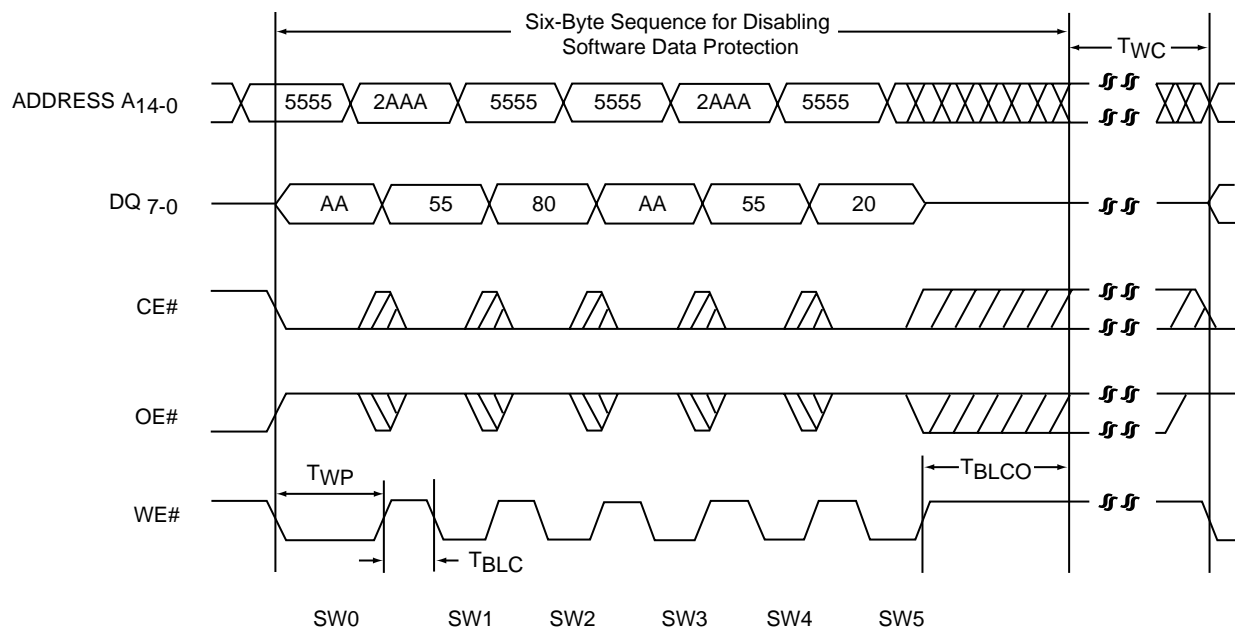 Six-Byte Sequence for Disabling
Software Data Protection
TWC
ADDRESS A14-0
5555 2AAA 5555 5555 2AAA 5555
DQ 7-0
AA 55 80 AA 55 20
CE#
OE#
TWP
TBLCO
WE#
TBLC
SW0 SW1 SW2 SW3 SW4 SW5